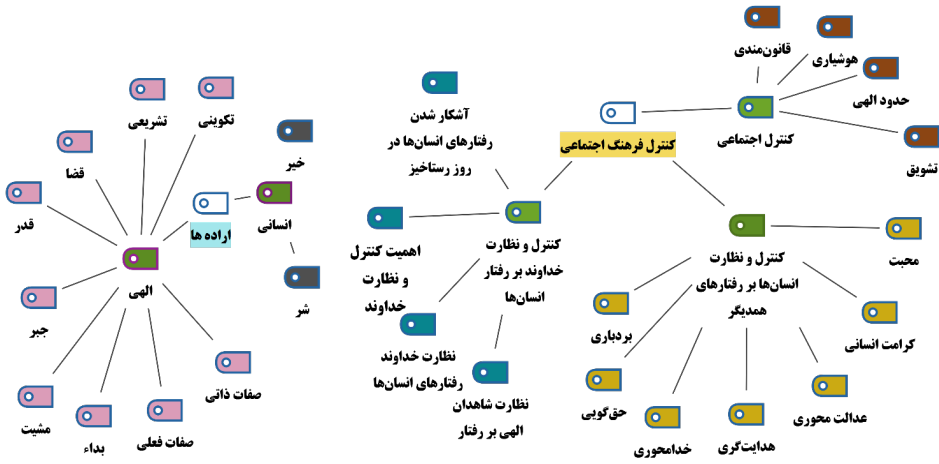 قانون‌مندی
هوشیاری
حدود الهی
تشویق
کنترل اجتماعی
کنترل فرهنگ اجتماعی
آشکار شدن
رفتارهای انسان‌ها در
روز رستاخیز
کنترل و نظارت
خداوند بر رفتار
انسان‌ها
اهمیت کنترل
و نظارت
خداوند
نظارت خداوند
رفتارهای انسان‌ها
نظارت شاهدان
الهی بر رفتار
کنترل و نظارت
انسان‌ها بر رفتارهای
همدیگر
محبت
کرامت انسانی
عدالت محوری
هدایت‌گری
خدامحوری
حق‌گویی
بردباری
اراده ها
انسانی
خیر
شر
الهی
تکوینی
تشریعی
قضا
قدر
جبر
مشیت
بداء
صفات فعلی
صفات ذاتی